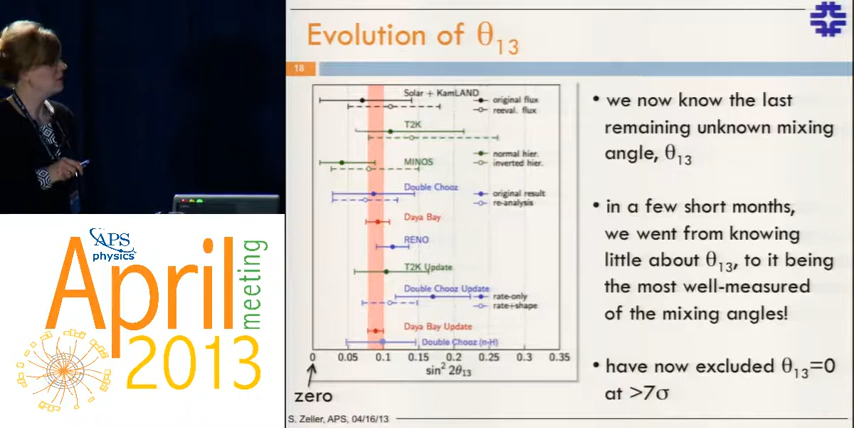 Evolution of θ13
18
Solar + KamLAND
original flux
reeval. flux
T2K
normal hier.
inverted hier.
MINOS
Double Chooz
original result
re-analysis
Daya Bay
RENO
T2K Update
Double Chooz Update
rate-only
rate+shape
Daya Bay Update
Double Chooz (n-H)
0 0.05 0.1 0.15 0.2 0.25 0.3 0.35
sin² 2θ13
zero
• we now know the last
remaining unknown mixing
angle, θ13
• in a few short months,
we went from knowing
little about θ13, to it being
the most well-measured
of the mixing angles!
• have now excluded θ13=0
at >7σ
S. Zeller, APS, 04/16/13
APS
physics
April
meeting
2013